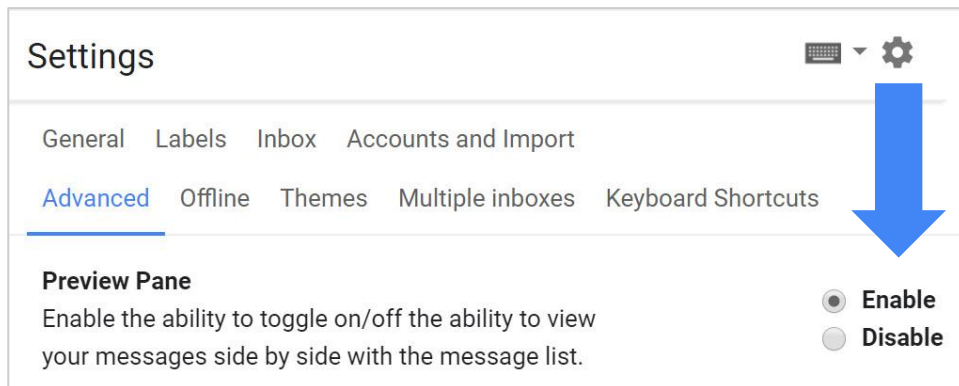 Settings
General Labels Inbox Accounts and Import
Advanced Offline Themes Multiple inboxes Keyboard Shortcuts
Preview Pane
Enable the ability to toggle on/off the ability to view
your messages side by side with the message list.
Enable
Disable